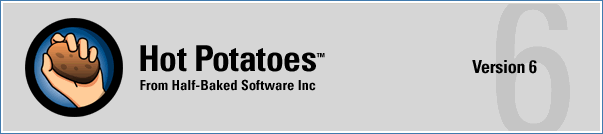 Hot Potatoes™
From Half-Baked Software Inc
Version 6
6